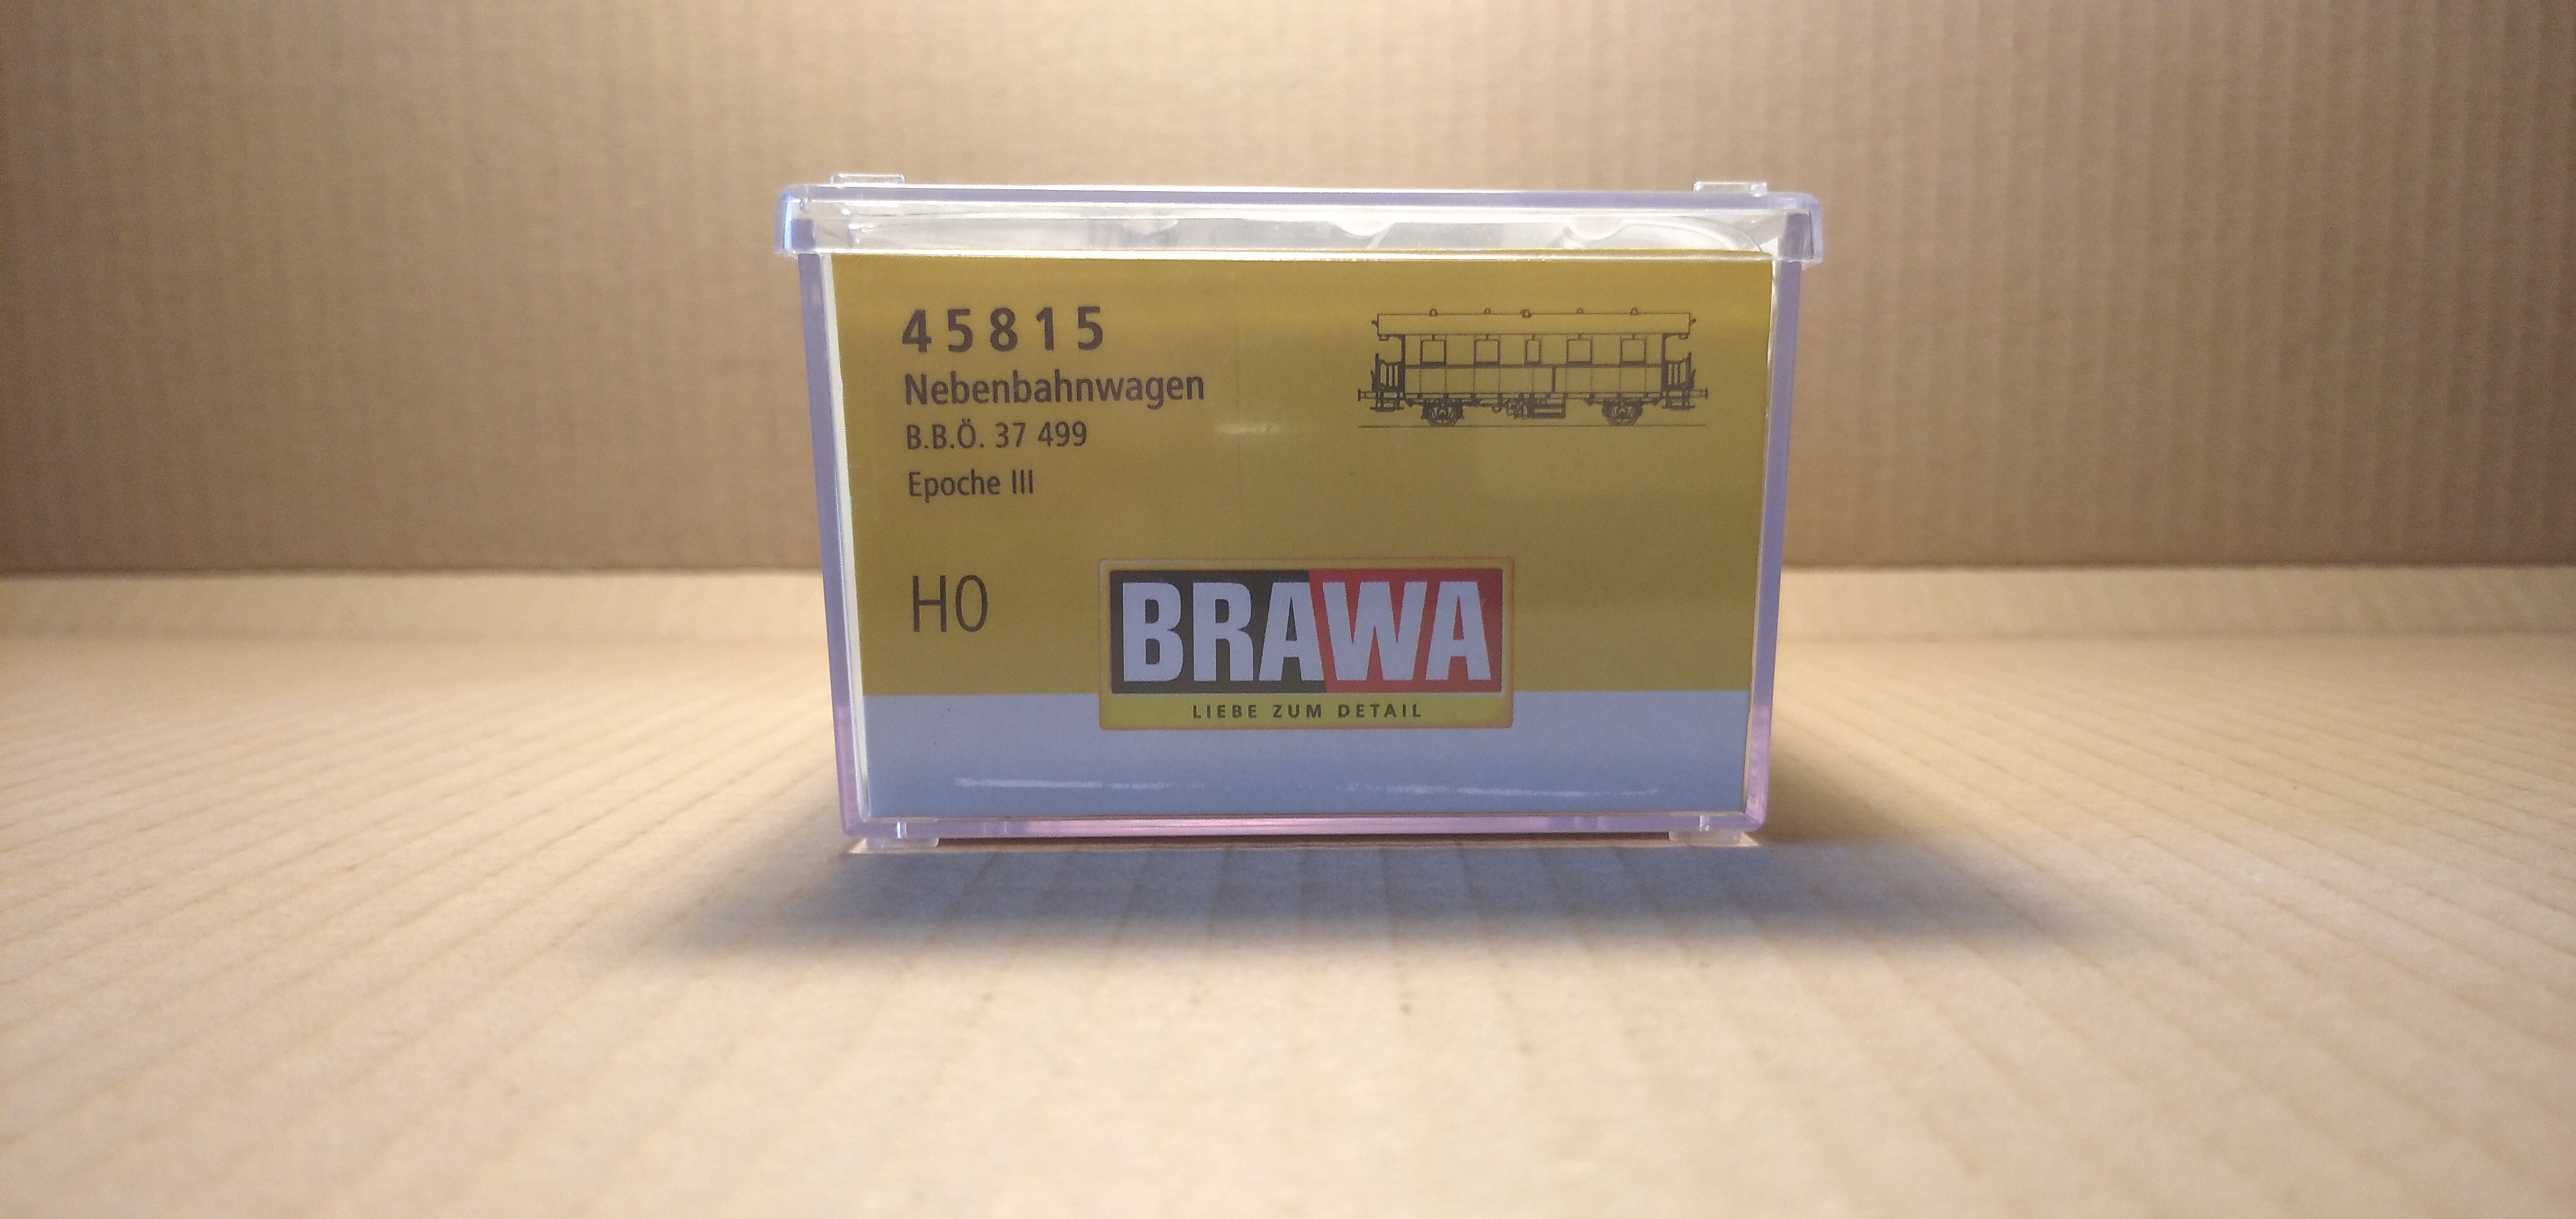 45815
Nebenbahnwagen
B.B.Ö. 37 499
Epoche III
H0
BRAWA
LIEBE ZUM DETAIL